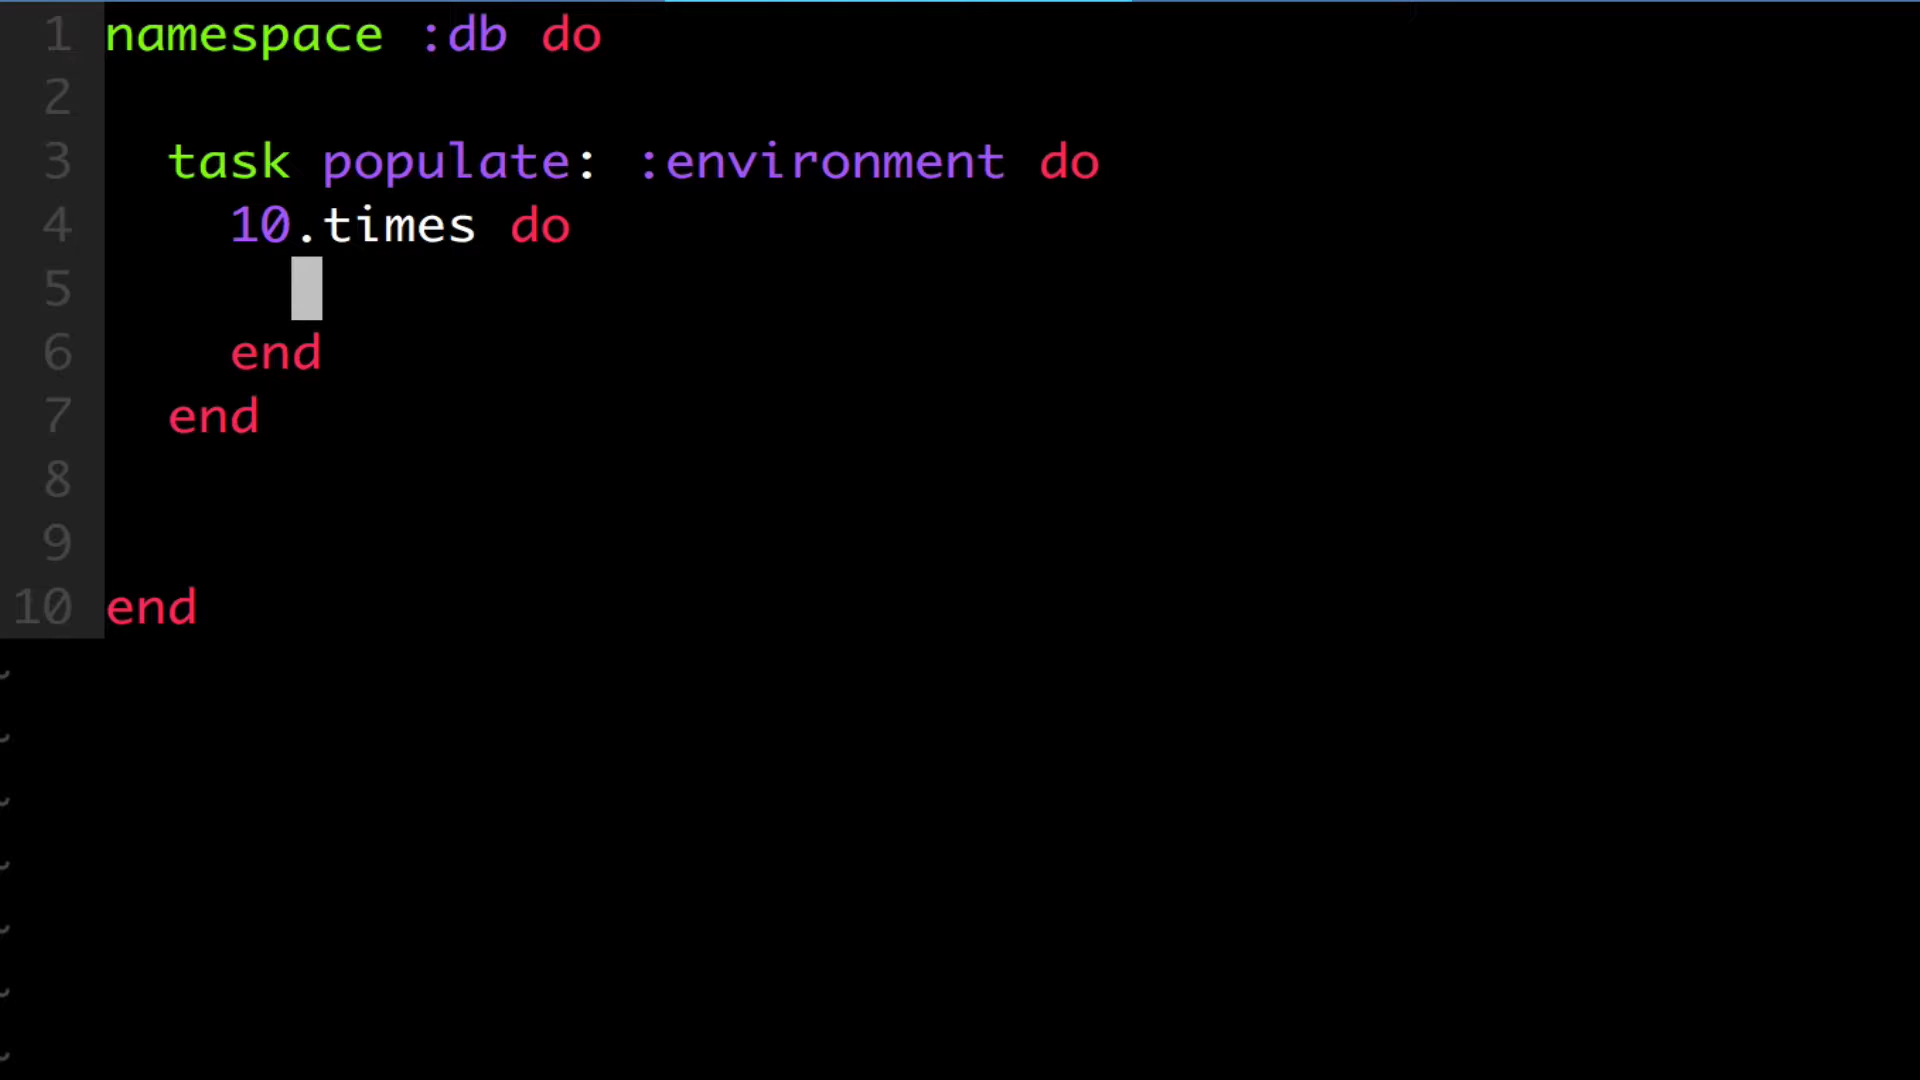 1 namespace :db do
2
3   task populate: :environment do
4     10.times do
5
6     end
7   end
8
9
10 end
~
~
~
~
~
~
~